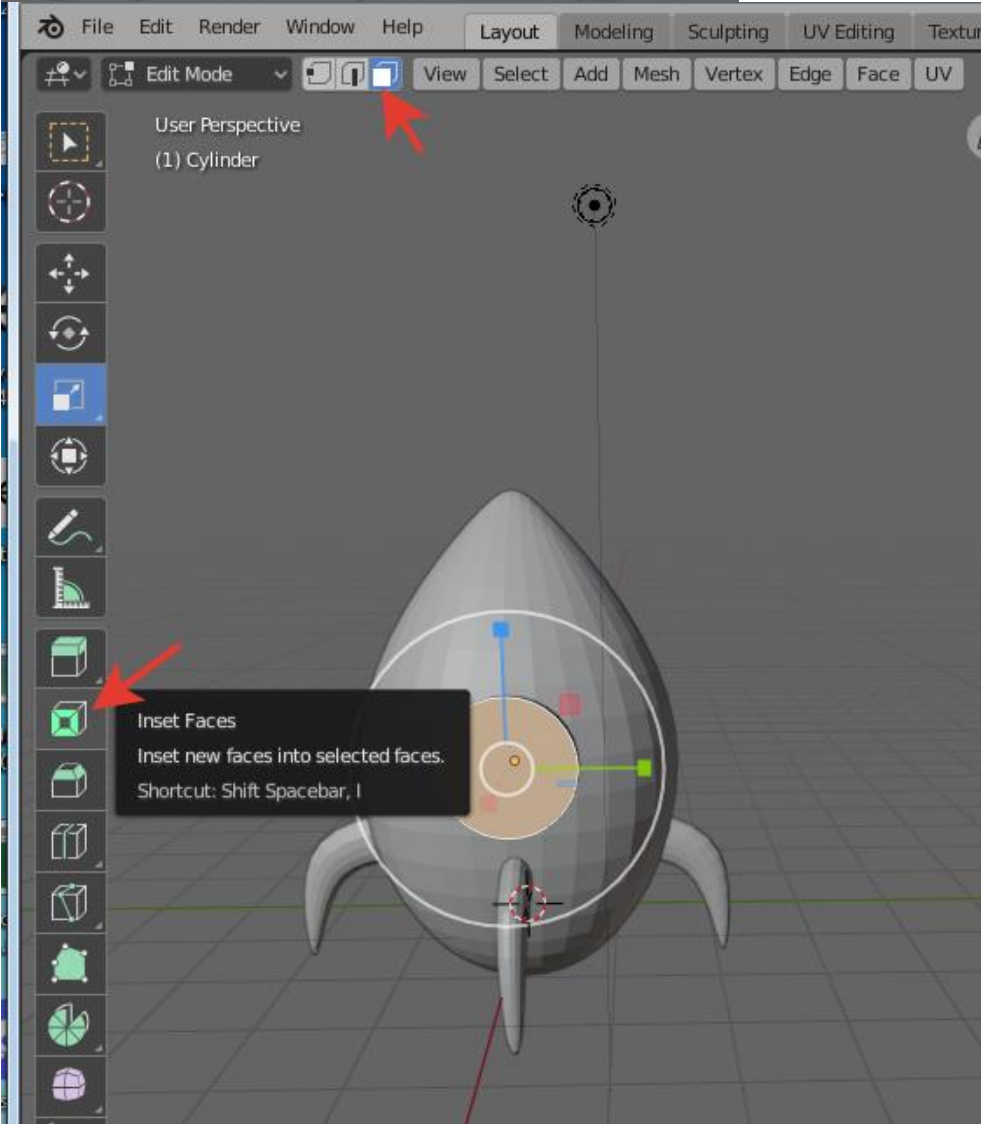 File Edit Render Window Help Layout Modeling Sculpting UV Editing Textur
Edit Mode View Select Add Mesh Vertex Edge Face UV
User Perspective
(1) Cylinder
Inset Faces
Inset new faces into selected faces.
Shortcut: Shift Spacebar, I